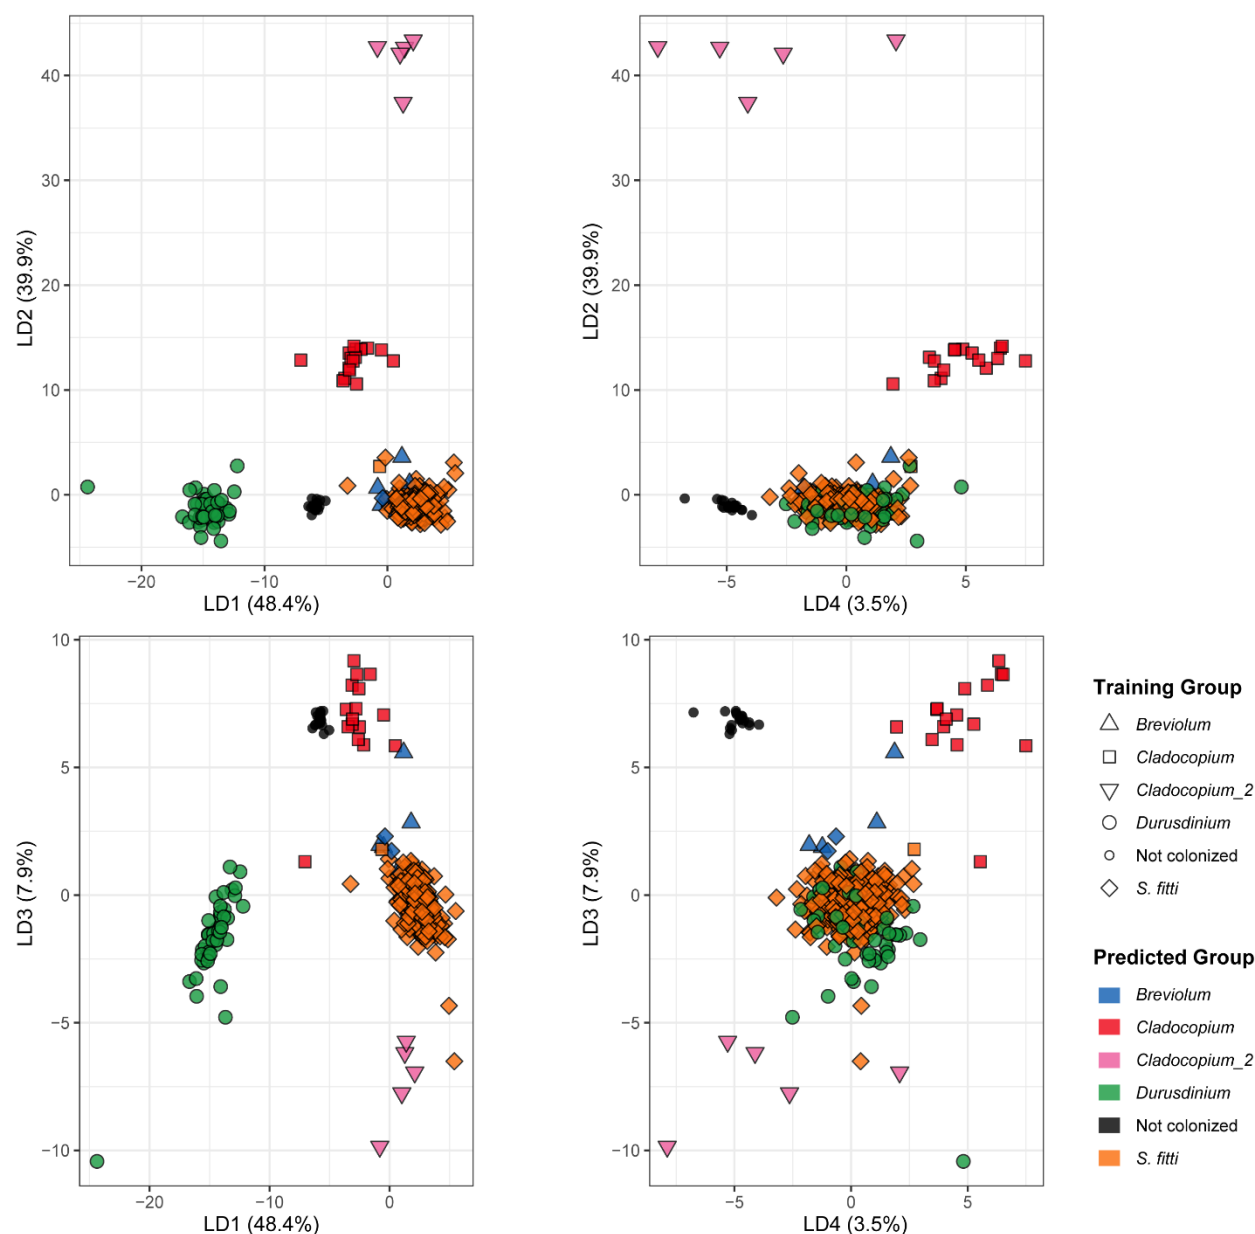 40
30
20
10
0
LD2 (39.9%)
−20
−10
0
LD1 (48.4%)
40
30
20
10
0
LD2 (39.9%)
−5
0
5
LD4 (3.5%)
10
5
0
−5
−10
LD3 (7.9%)
−20
−10
0
LD1 (48.4%)
10
5
0
−5
−10
LD3 (7.9%)
−5
0
5
LD4 (3.5%)
Training Group
Breviolum
Cladocopium
Cladocopium_2
Durusdinium
Not colonized
S. fitti
Predicted Group
Breviolum
Cladocopium
Cladocopium_2
Durusdinium
Not colonized
S. fitti